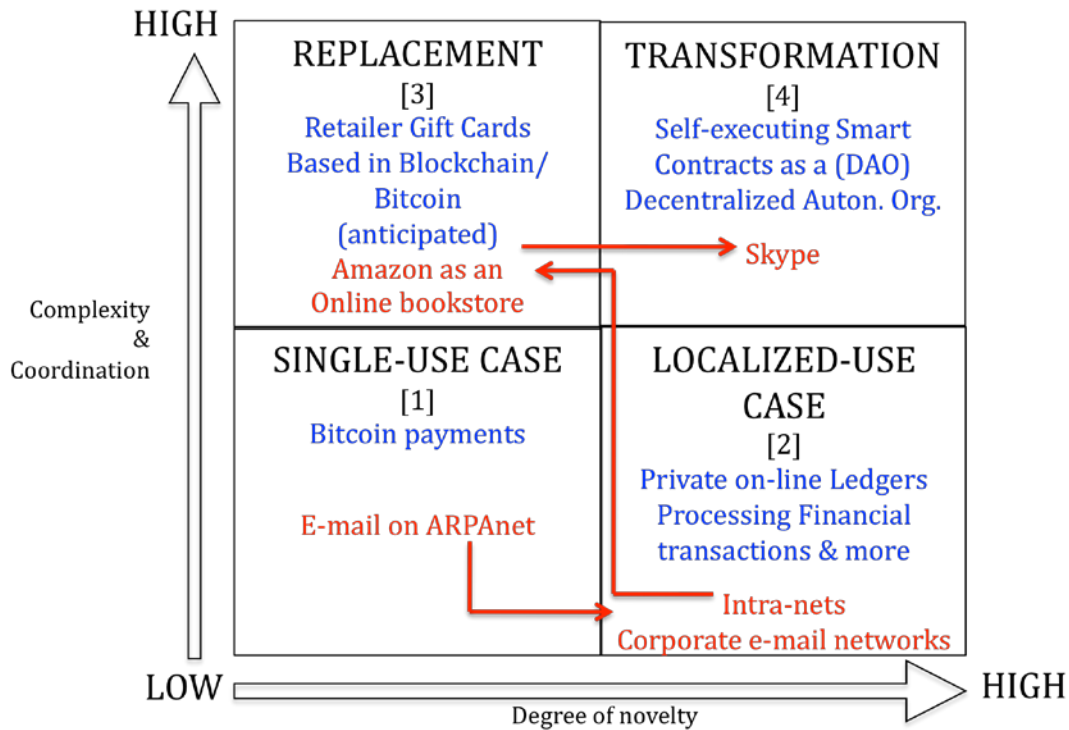 HIGH
REPLACEMENT
[3]
Retailer Gift Cards
Based in Blockchain/
Bitcoin
(anticipated)
Amazon as an
Online bookstore
TRANSFORMATION
[4]
Self-executing Smart
Contracts as a (DAO)
Decentralized Auton. Org.
Skype
Complexity
&
Coordination
SINGLE-USE CASE
[1]
Bitcoin payments
E-mail on ARPAnet
LOCALIZED-USE
CASE
[2]
Private on-line Ledgers
Processing Financial
transactions & more
Intra-nets
Corporate e-mail networks
LOW
HIGH
Degree of novelty